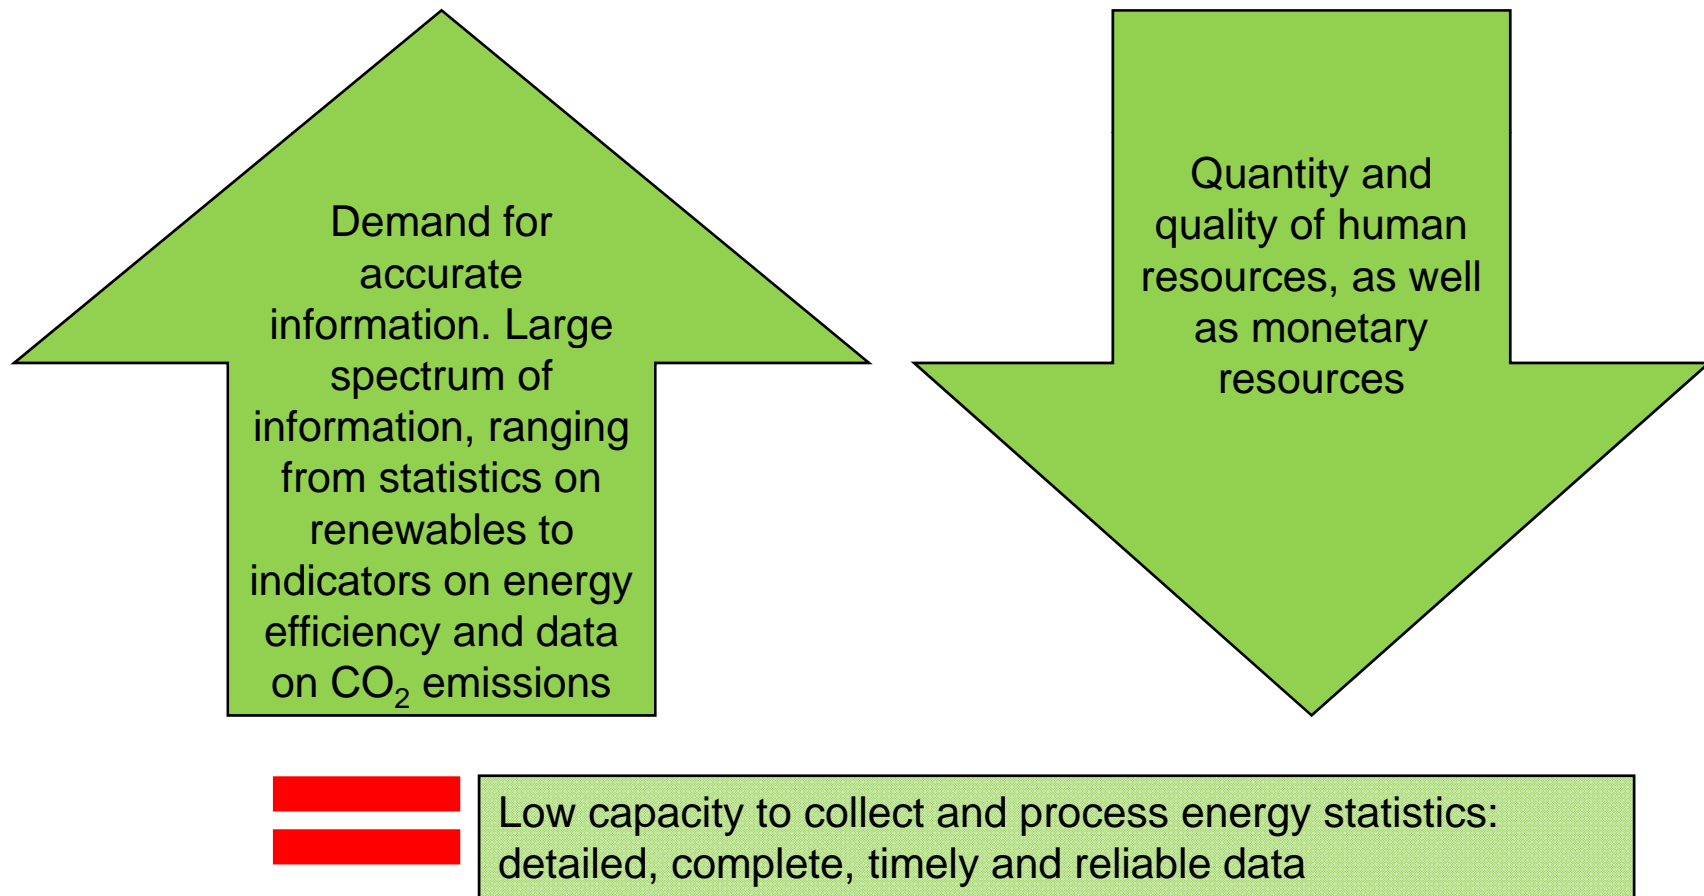 Demand for
accurate
information. Large
spectrum of
information, ranging
from statistics on
renewables to
indicators on energy
efficiency and data
on CO₂ emissions
Quantity and
quality of human
resources, as well
as monetary
resources
Low capacity to collect and process energy statistics:
detailed, complete, timely and reliable data